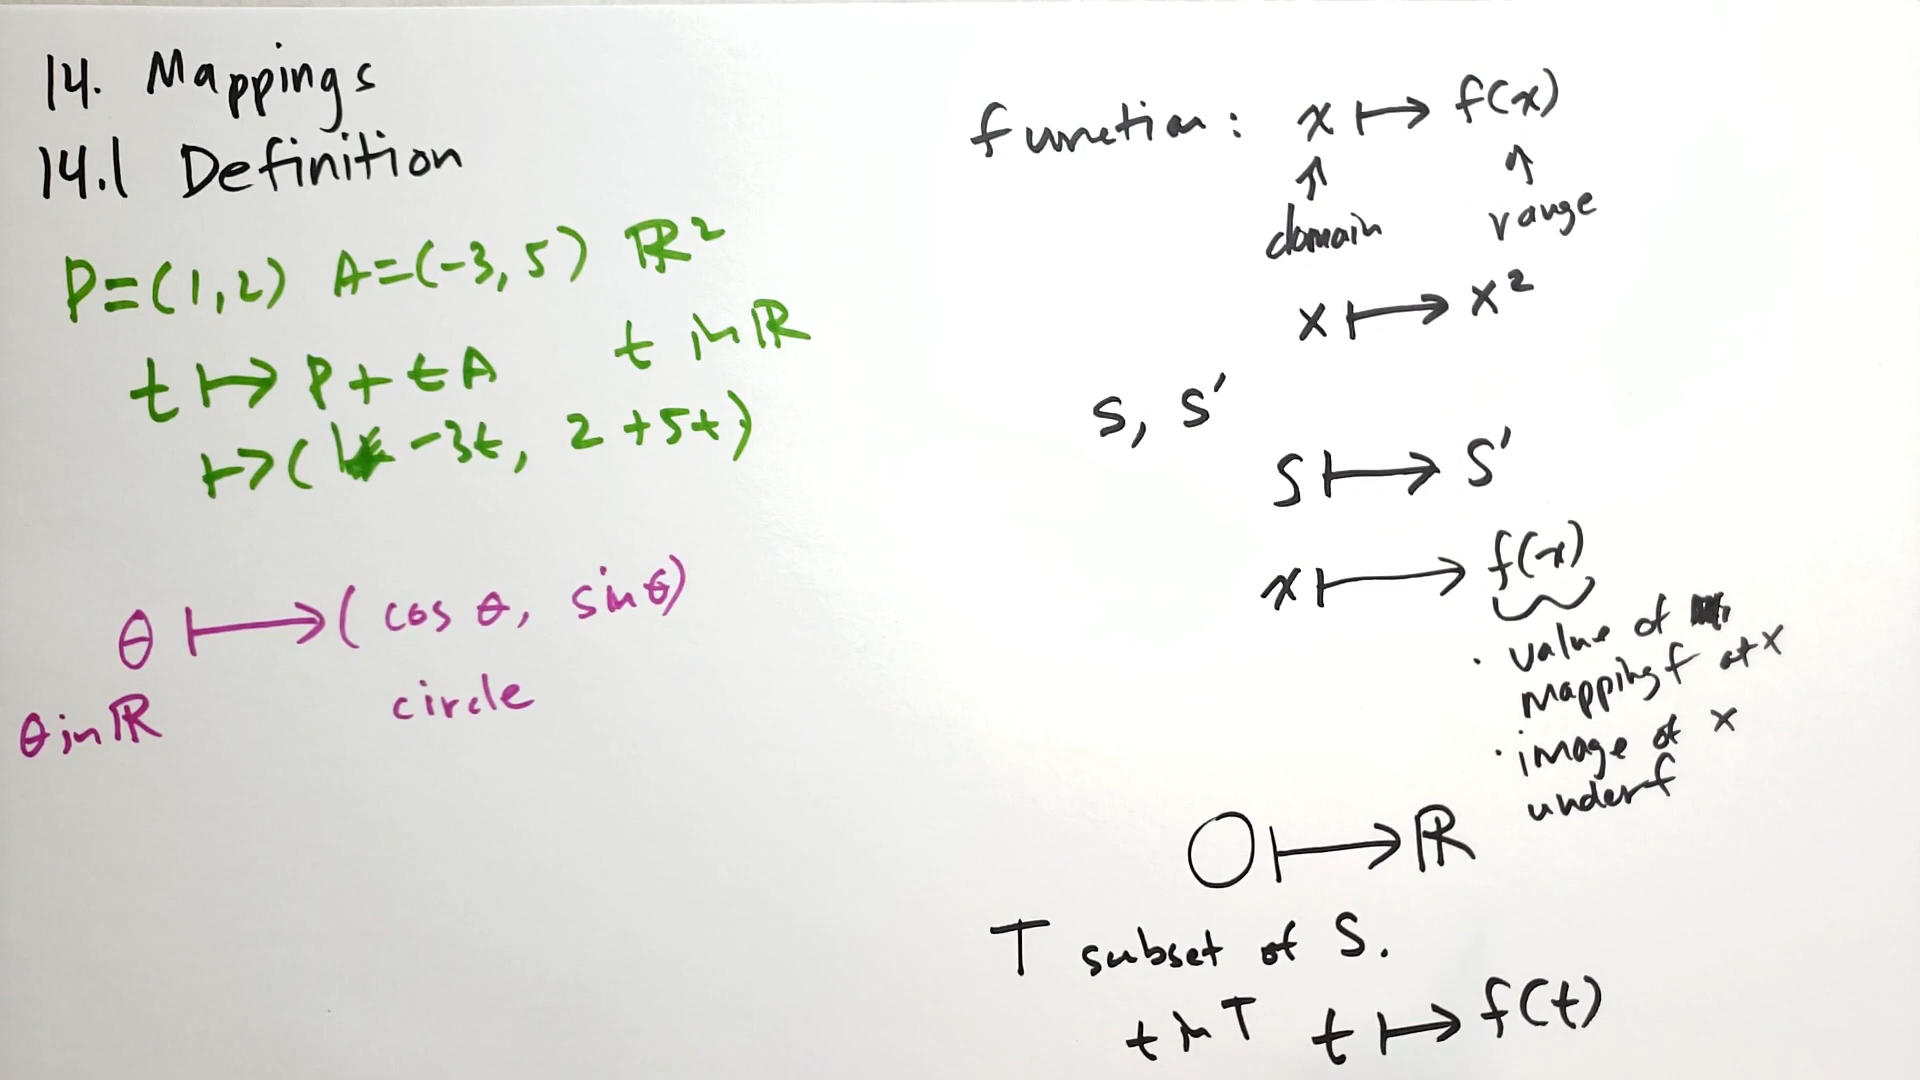 14. Mappings
14.1 Definition
P=(1,2) A=(-3,5) ℝ²
t ↦ P+tA t in ℝ
↦(1 -3t, 2+5t)
θ ↦ (cos θ, sin θ)
θ in ℝ circle
function: x ↦ f(x)
↑ ↑
domain range
x ↦ x²
S, S'
S ↦ S'
x ↦ f(x)
· value of
mapping f at x
· image of x
under f
O ↦ ℝ
T subset of S.
t in T t ↦ f(t)